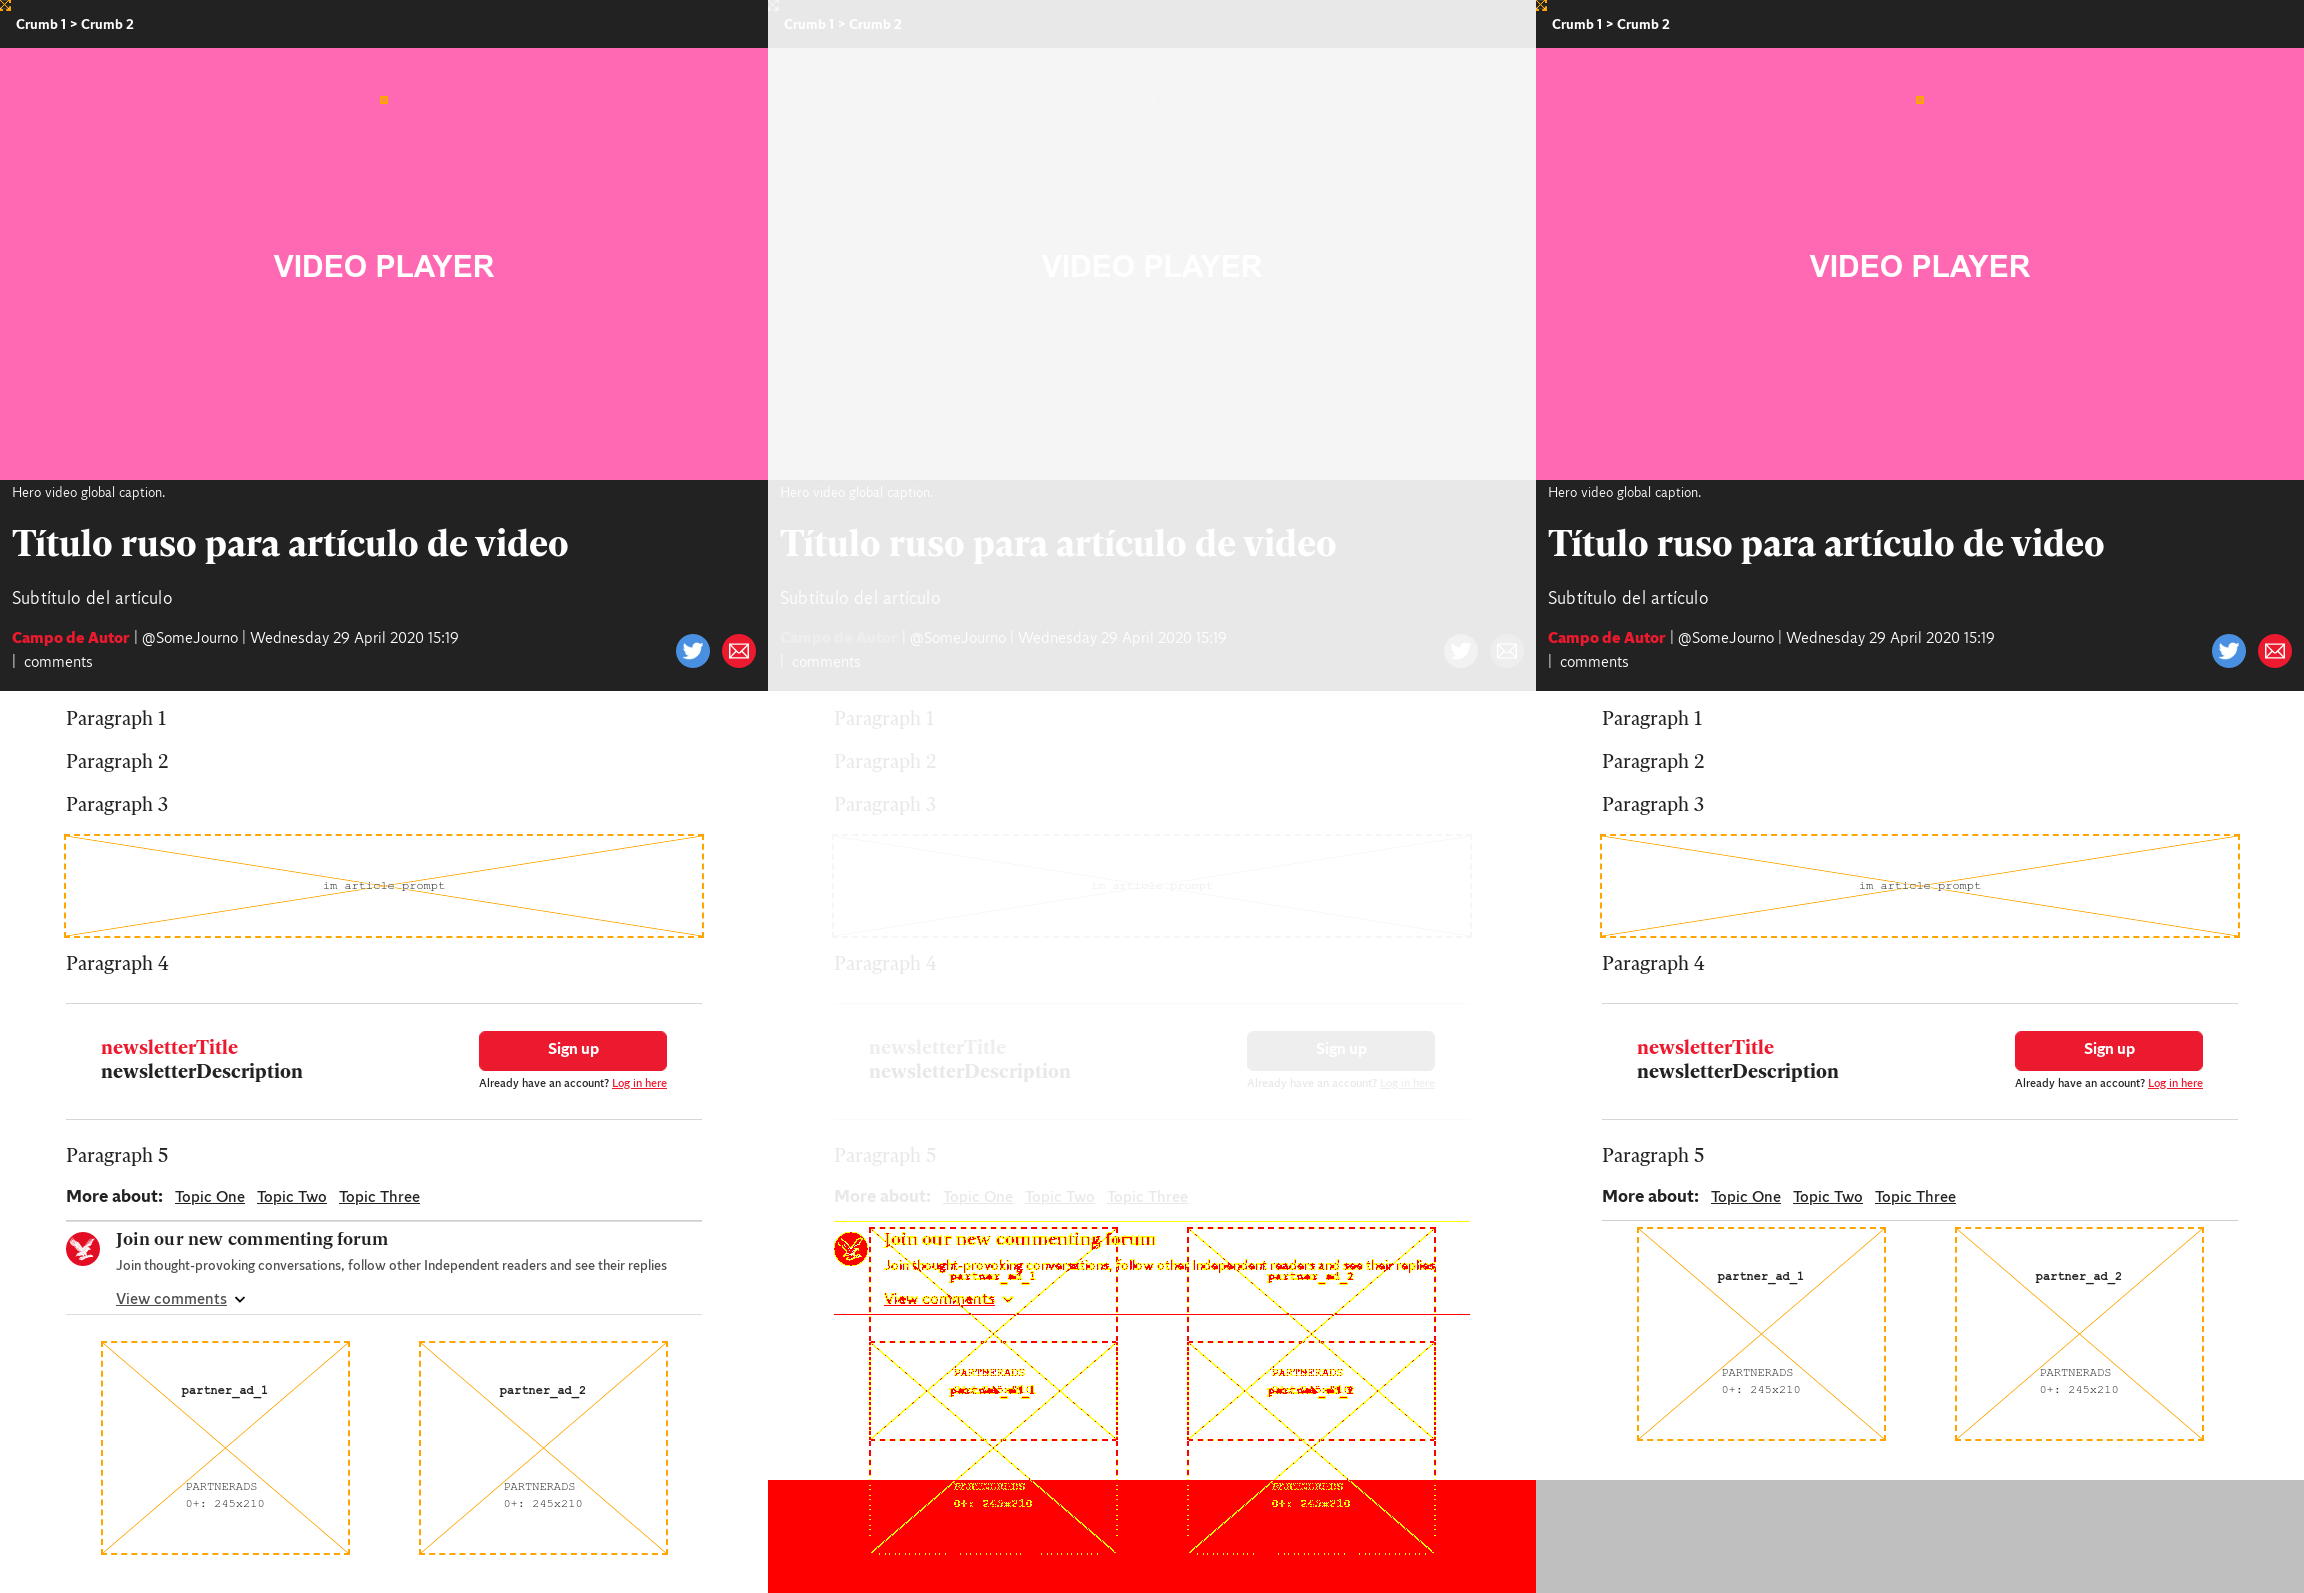 Crumb 1 > Crumb 2
VIDEO PLAYER
Hero video global caption.
Título ruso para artículo de video
Subtítulo del artículo
Campo de Autor | @SomeJourno | Wednesday 29 April 2020 15:19
| comments
Paragraph 1
Paragraph 2
Paragraph 3
im article prompt
Paragraph 4
newsletterTitle
newsletterDescription
Sign up
Already have an account? Log in here
Paragraph 5
More about: Topic One Topic Two Topic Three
Join our new commenting forum
Join thought-provoking conversations, follow other Independent readers and see their replies
View comments
partner_ad_1
PARTNERADS
0+: 245x210
partner_ad_2
PARTNERADS
0+: 245x210
Crumb 1 > Crumb 2
VIDEO PLAYER
Hero video global caption.
Título ruso para artículo de video
Subtítulo del artículo
Campo de Autor | @SomeJourno | Wednesday 29 April 2020 15:19
| comments
Paragraph 1
Paragraph 2
Paragraph 3
im article prompt
Paragraph 4
newsletterTitle
newsletterDescription
Sign up
Already have an account? Log in here
Paragraph 5
More about: Topic One Topic Two Topic Three
Join our new commenting forum
Join thought-provoking conversations, follow other Independent readers and see their replies
partner_ad_1
partner_ad_2
View comments
PARTNERADS
PARTNERADS
partner_ad_1
partner_ad_2
PARTNERADS
0+: 245x210
PARTNERADS
0+: 245x210
Crumb 1 > Crumb 2
VIDEO PLAYER
Hero video global caption.
Título ruso para artículo de video
Subtítulo del artículo
Campo de Autor | @SomeJourno | Wednesday 29 April 2020 15:19
| comments
Paragraph 1
Paragraph 2
Paragraph 3
im article prompt
Paragraph 4
newsletterTitle
newsletterDescription
Sign up
Already have an account? Log in here
Paragraph 5
More about: Topic One Topic Two Topic Three
partner_ad_1
PARTNERADS
0+: 245x210
partner_ad_2
PARTNERADS
0+: 245x210